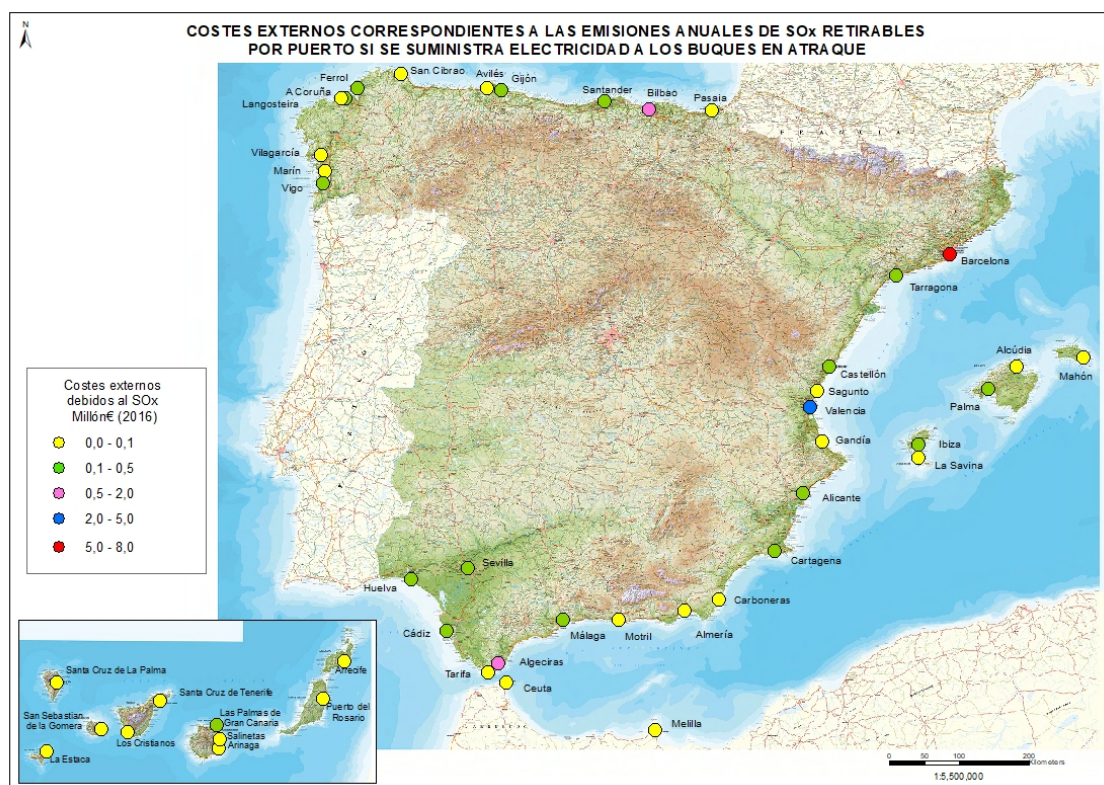 N
COSTES EXTERNOS CORRESPONDIENTES A LAS EMISIONES ANUALES DE SOx RETIRABLES
POR PUERTO SI SE SUMINISTRA ELECTRICIDAD A LOS BUQUES EN ATRAQUE
San Cibrao
Avilés
Gijón
Ferrol
A Coruña
Langosteira
Santander
Bilbao
Pasaia
Vilagarcía
Marín
Vigo
Barcelona
Tarragona
Castellón
Sagunto
Valencia
Gandía
Alcúdia
Mahón
Palma
Ibiza
La Savina
Alicante
Cartagena
Costes externos
debidos al SOx
Millón€ (2016)
0,0 - 0,1
0,1 - 0,5
0,5 - 2,0
2,0 - 5,0
5,0 - 8,0
Sevilla
Huelva
Cádiz
Málaga
Motril
Almería
Carboneras
Algeciras
Tarifa
Ceuta
Melilla
Santa Cruz de La Palma
Santa Cruz de Tenerife
Arrecife
San Sebastian
de la Gomera
Los Cristianos
Las Palmas de
Gran Canaria
Salinetas
Arinaga
Puerto del
Rosario
La Estaca
0 50 100 200
Kilometers
1:5,500,000